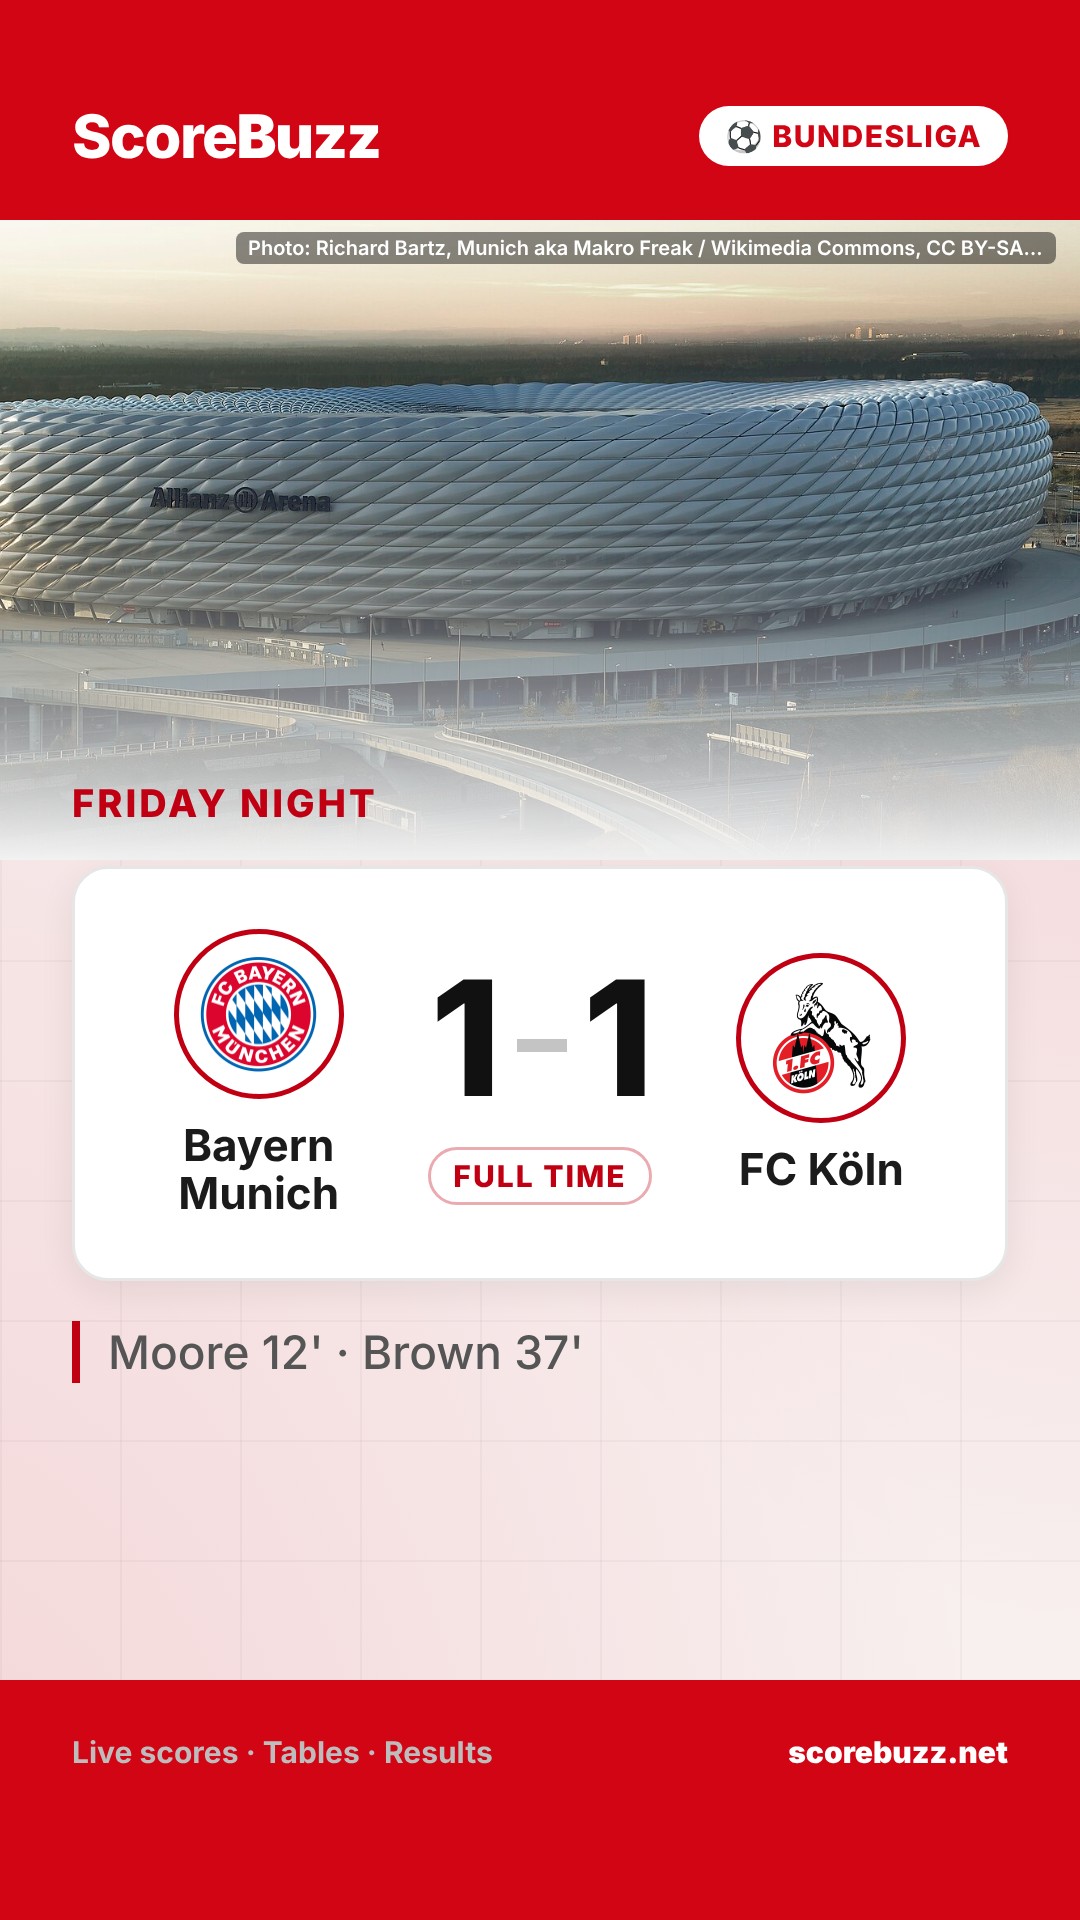 ScoreBuzz
⚽ BUNDESLIGA
Photo: Richard Bartz, Munich aka Makro Freak / Wikimedia Commons, CC BY-SA...
Allianz Arena
FRIDAY NIGHT
FC BAYERN
MÜNCHEN
1-1
1.FC
KÖLN
Bayern
Munich
FULL TIME
FC Köln
Moore 12' · Brown 37'
Live scores · Tables · Results
scorebuzz.net